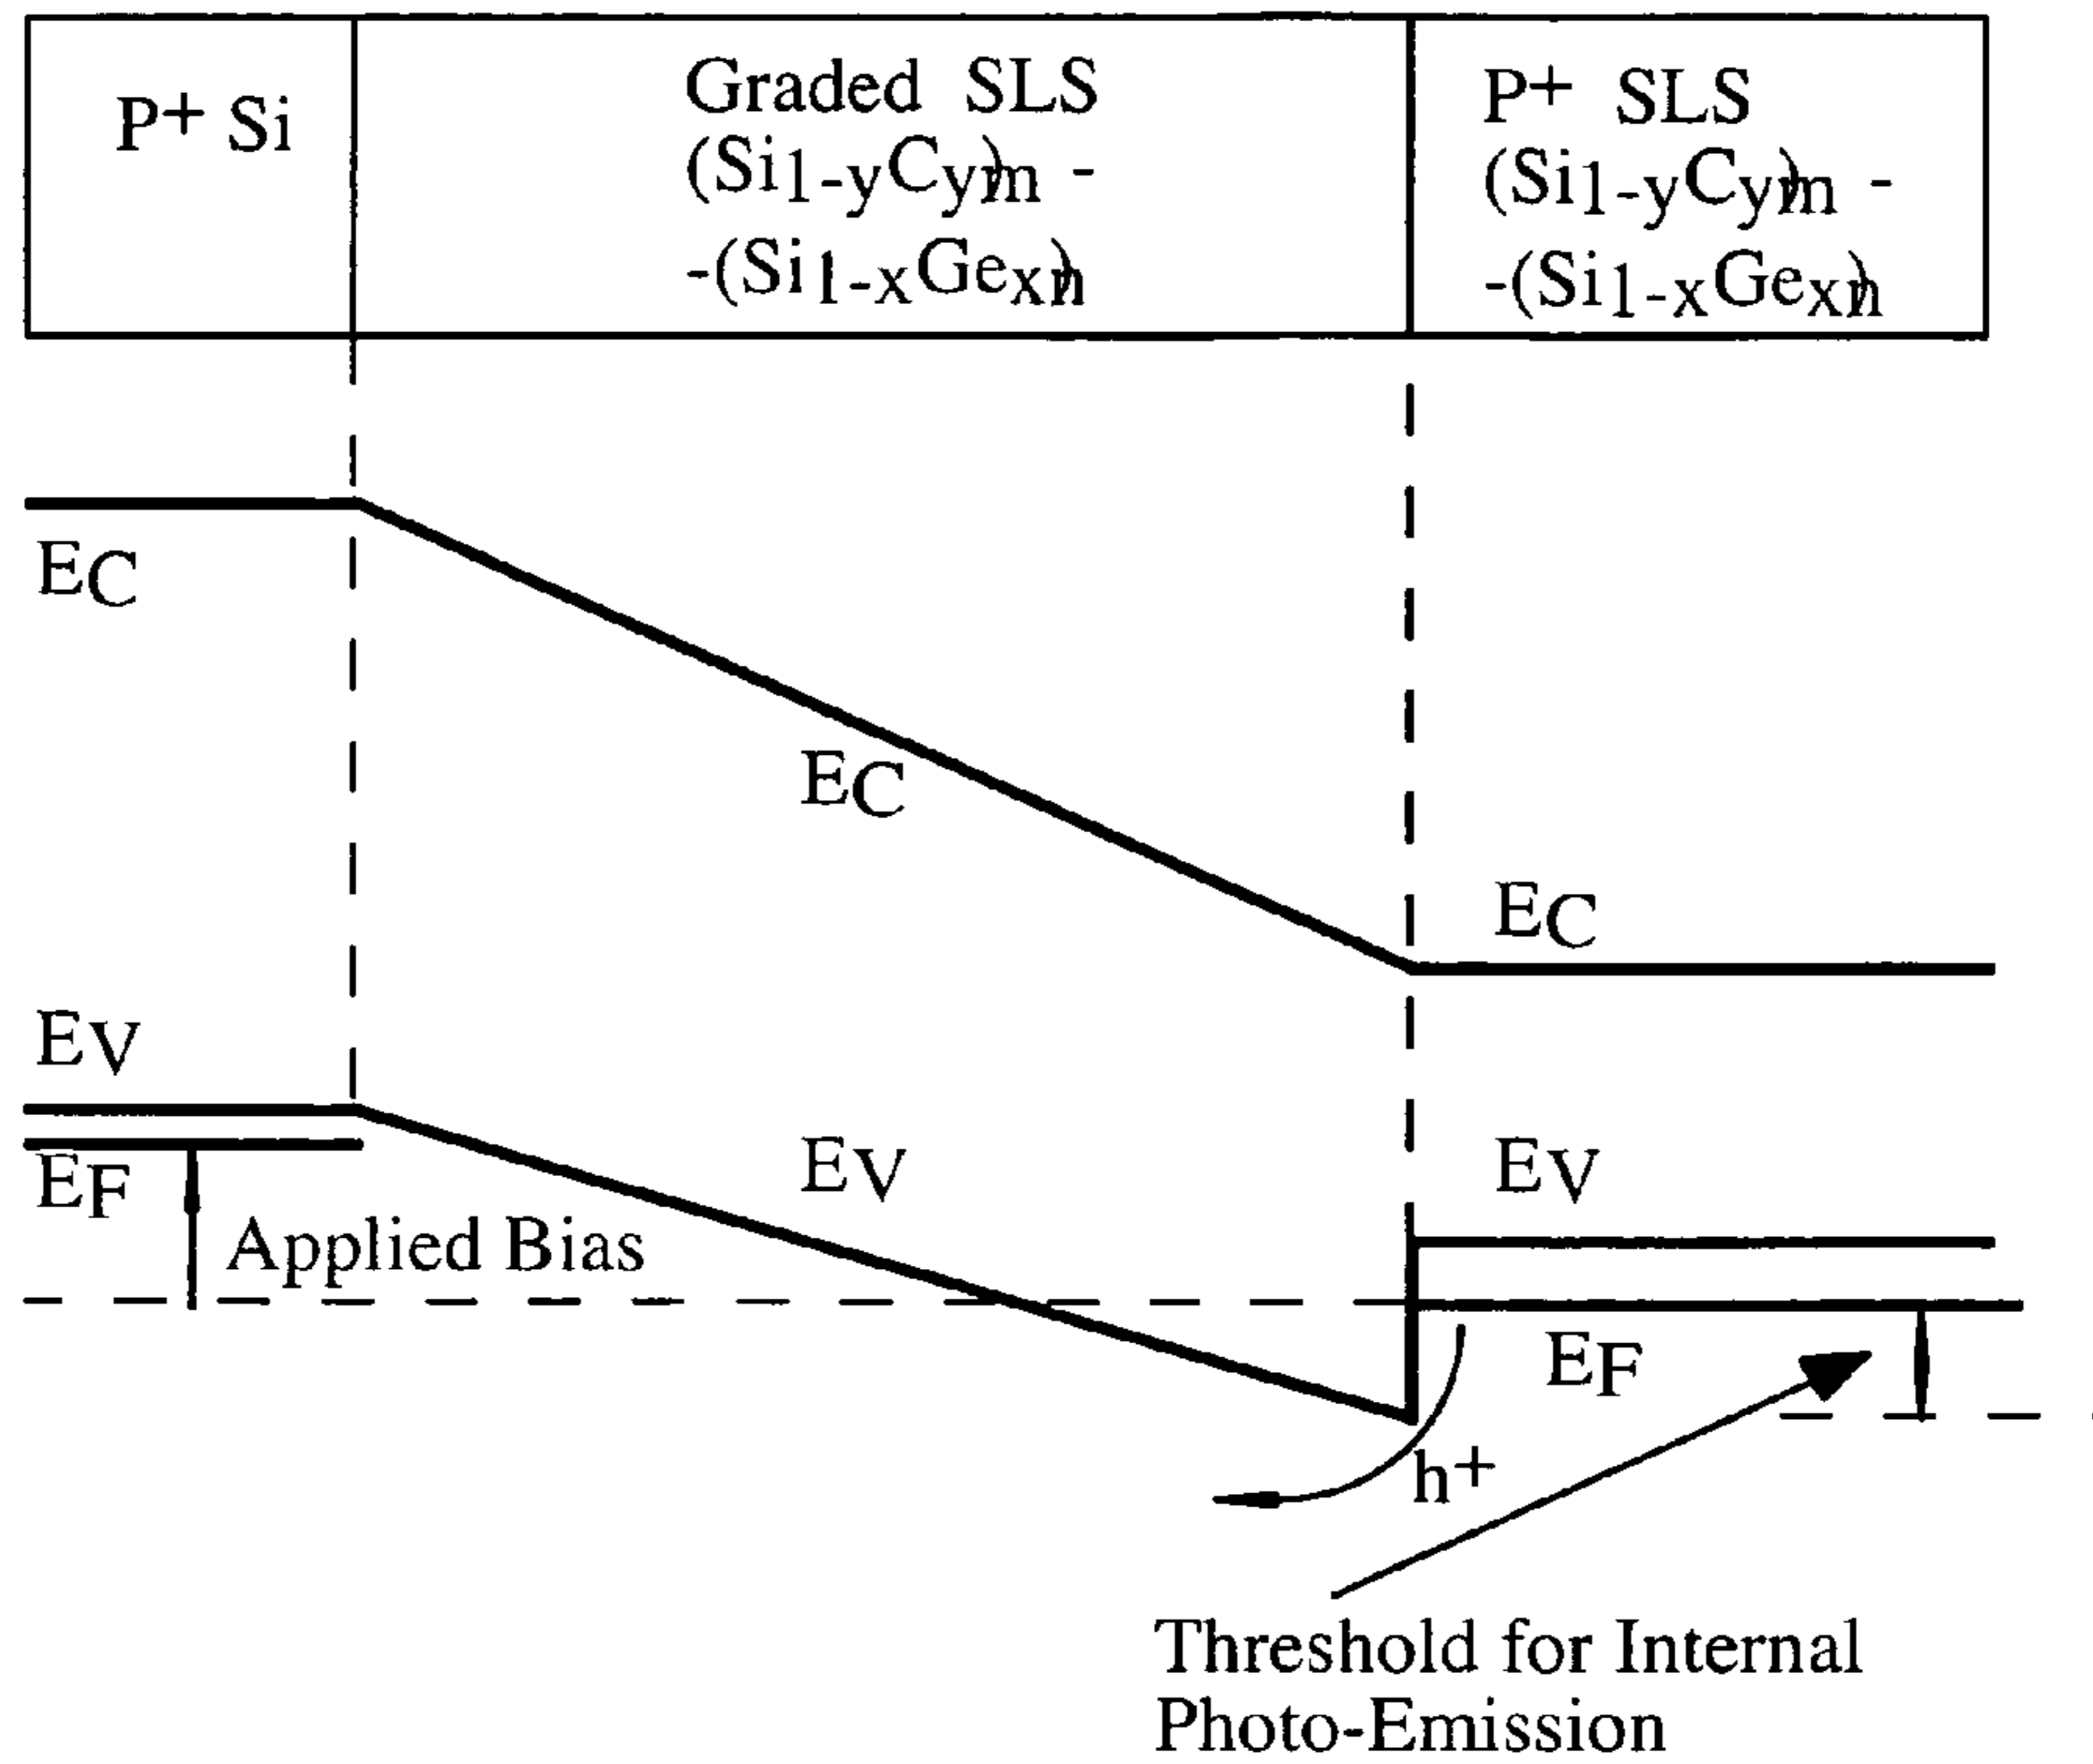 P+ Si
Graded SLS
(Si1-yCy)m -
-(Si1-xGex)n
P+ SLS
(Si1-yCy)m -
-(Si1-xGex)n
EC
EC
EC
EV
EV
EV
EF
Applied Bias
EF
h+
Threshold for Internal
Photo-Emission